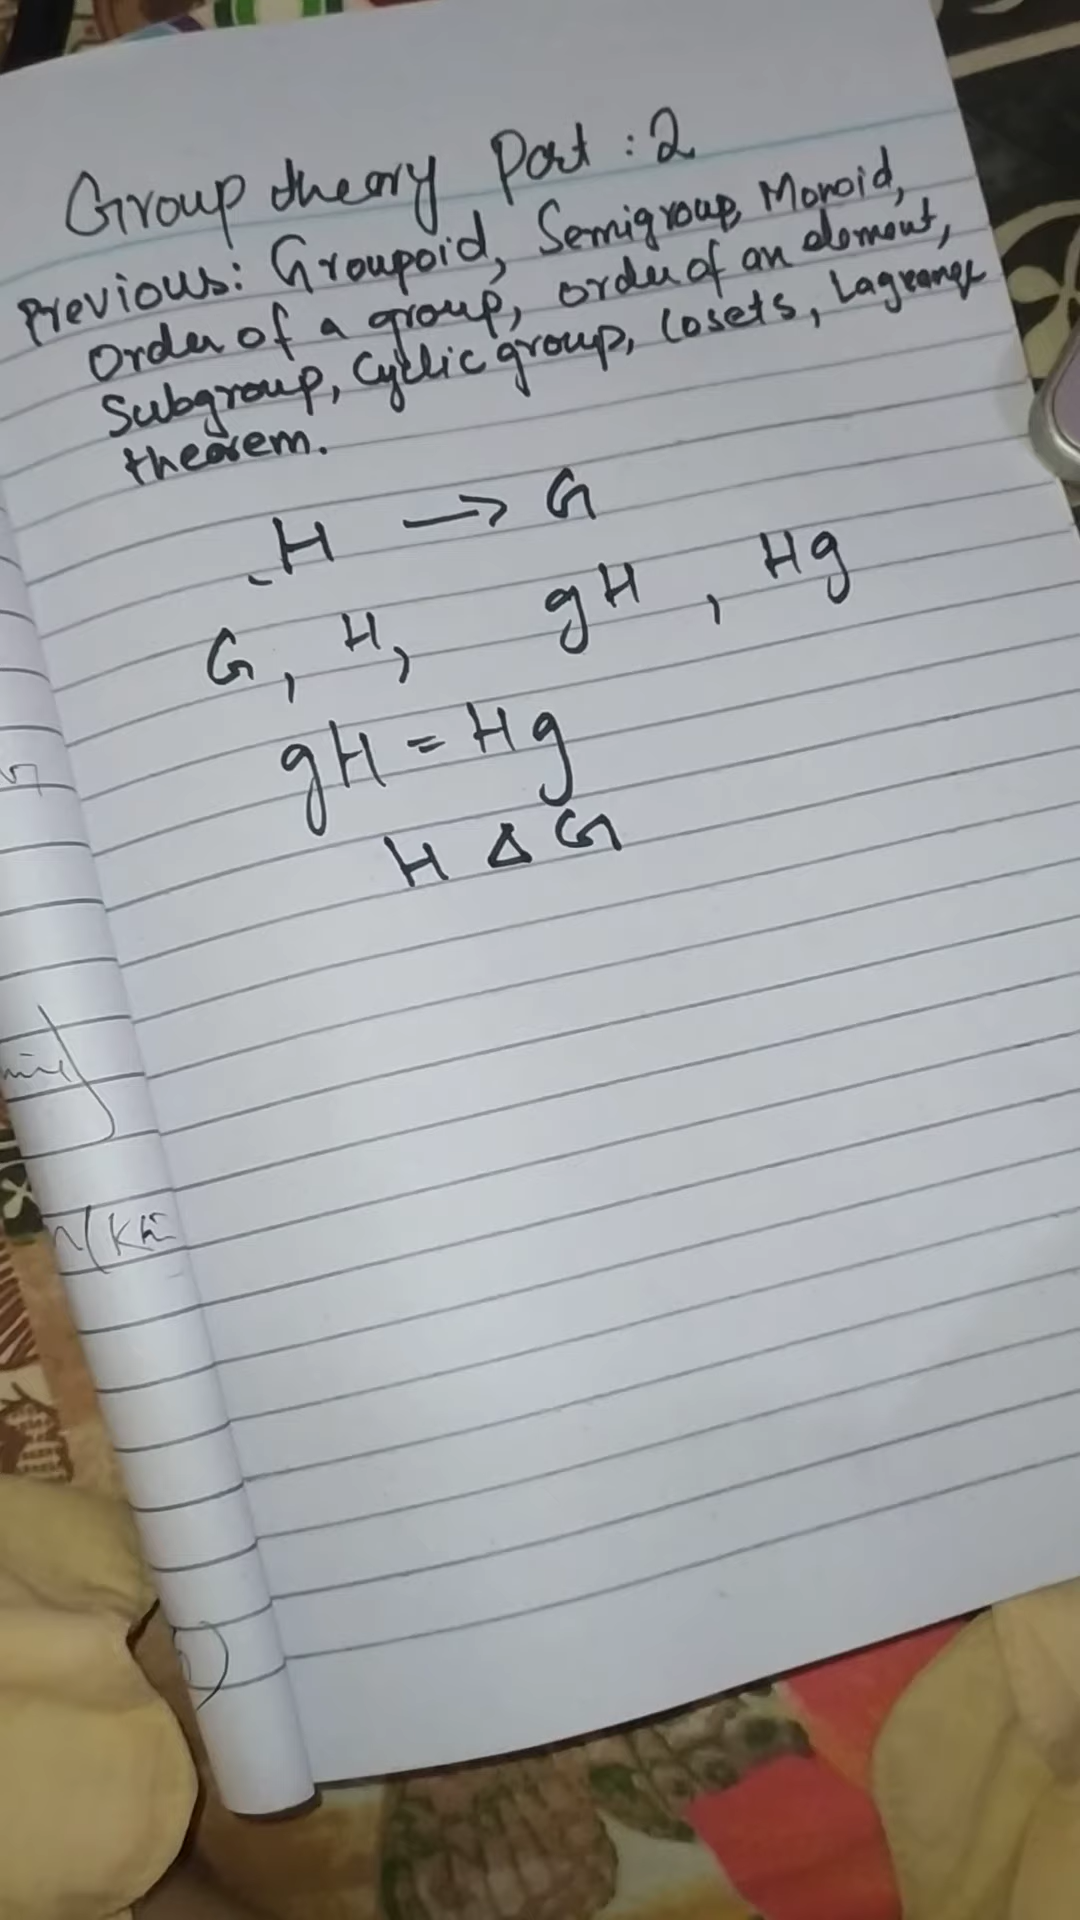 Group theory Part : 2
Previous: Groupoid, Semigroup, Monoid,
Order of a group, order of an element,
Subgroup, Cyclic group, Cosets, Lagrange
theorem.
H → G
G, H, gH, Hg
gH = Hg
H Δ G